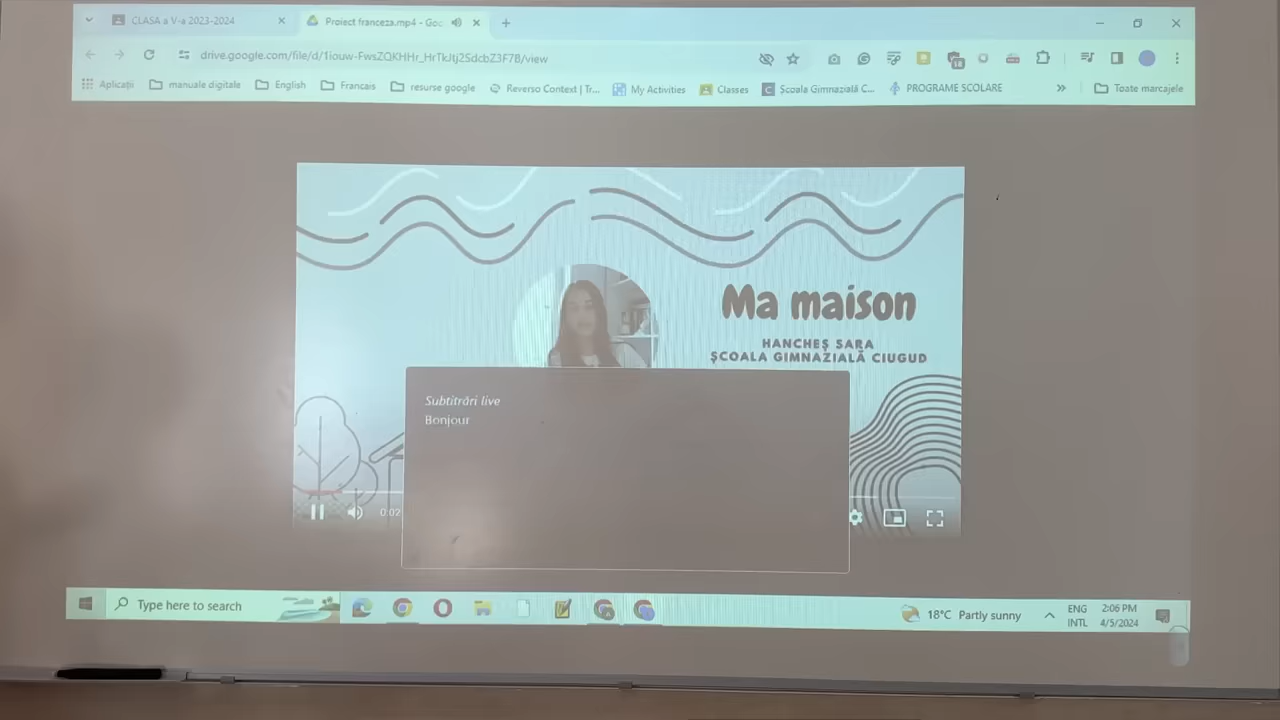 CLASA a V-a 2023-2024
Proiect franceza.mp4 - Goo
drive.google.com/file/d/1iouw-FwsZQKHHr_HrTkJtj2SdcbZ3F7B/view
Aplicații
manuale digitale
English
Francais
resurse google
Reverso Context | Tr...
My Activities
Classes
Școala Gimnazială C...
PROGRAME SCOLARE
Toate marcajele
Ma maison
HANCHEȘ SARA
ȘCOALA GIMNAZIALĂ CIUGUD
Subtitrări live
Bonjour
0:02
Type here to search
18°C Partly sunny
ENG
INTL
2:06 PM
4/5/2024